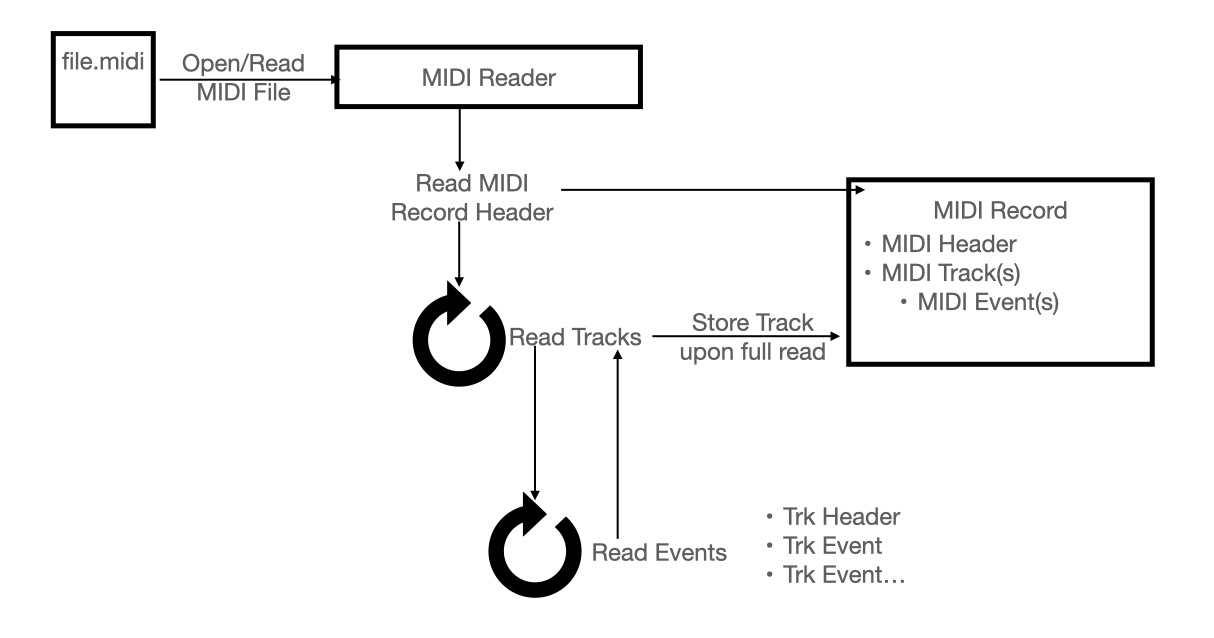 file.midi
Open/Read
MIDI File
MIDI Reader
Read MIDI
Record Header
MIDI Record
• MIDI Header
• MIDI Track(s)
• MIDI Event(s)
Read Tracks
Store Track
upon full read
Read Events
• Trk Header
• Trk Event
• Trk Event…